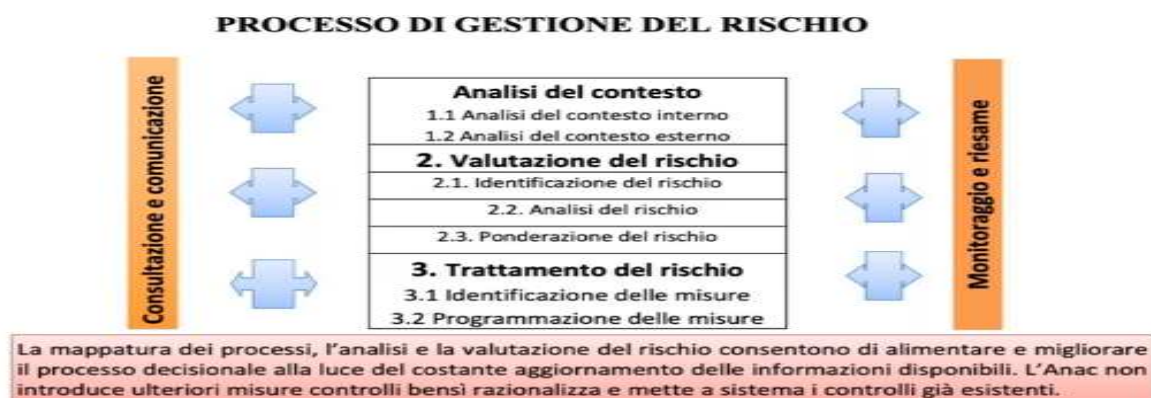 PROCESSO DI GESTIONE DEL RISCHIO
Consultazione e comunicazione
Analisi del contesto
1.1 Analisi del contesto interno
1.2 Analisi del contesto esterno
2. Valutazione del rischio
2.1. Identificazione del rischio
2.2. Analisi del rischio
2.3. Ponderazione del rischio
3. Trattamento del rischio
3.1 Identificazione delle misure
3.2 Programmazione delle misure
Monitoraggio e riesame
La mappatura dei processi, l'analisi e la valutazione del rischio consentono di alimentare e migliorare
il processo decisionale alla luce del costante aggiornamento delle informazioni disponibili. L'Anac non
introduce ulteriori misure controlli bensì razionalizza e mette a sistema i controlli già esistenti.